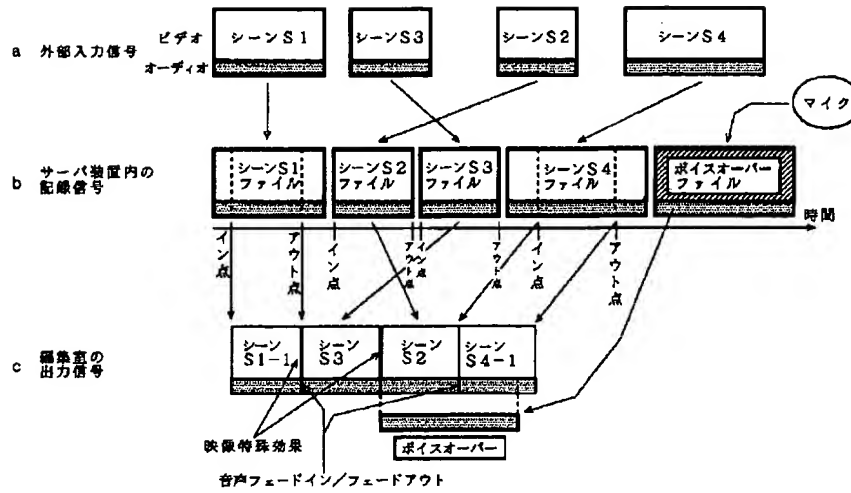 a 外部入力信号
ビデオ
オーディオ
シーンS1
シーンS3
シーンS2
シーンS4
マイク
b サーバ装置内の
記録信号
シーンS1
ファイル
シーンS2
ファイル
シーンS3
ファイル
シーンS4
ファイル
ボイスオーバー
ファイル
時間
イン点
アウト点
イン点
アウト点
イン点
アウト点
イン点
アウト点
c 編集室の
出力信号
シーン
S1-1
シーン
S3
シーン
S2
シーン
S4-1
映像特殊効果
ボイスオーバー
音声フェードイン/フェードアウト